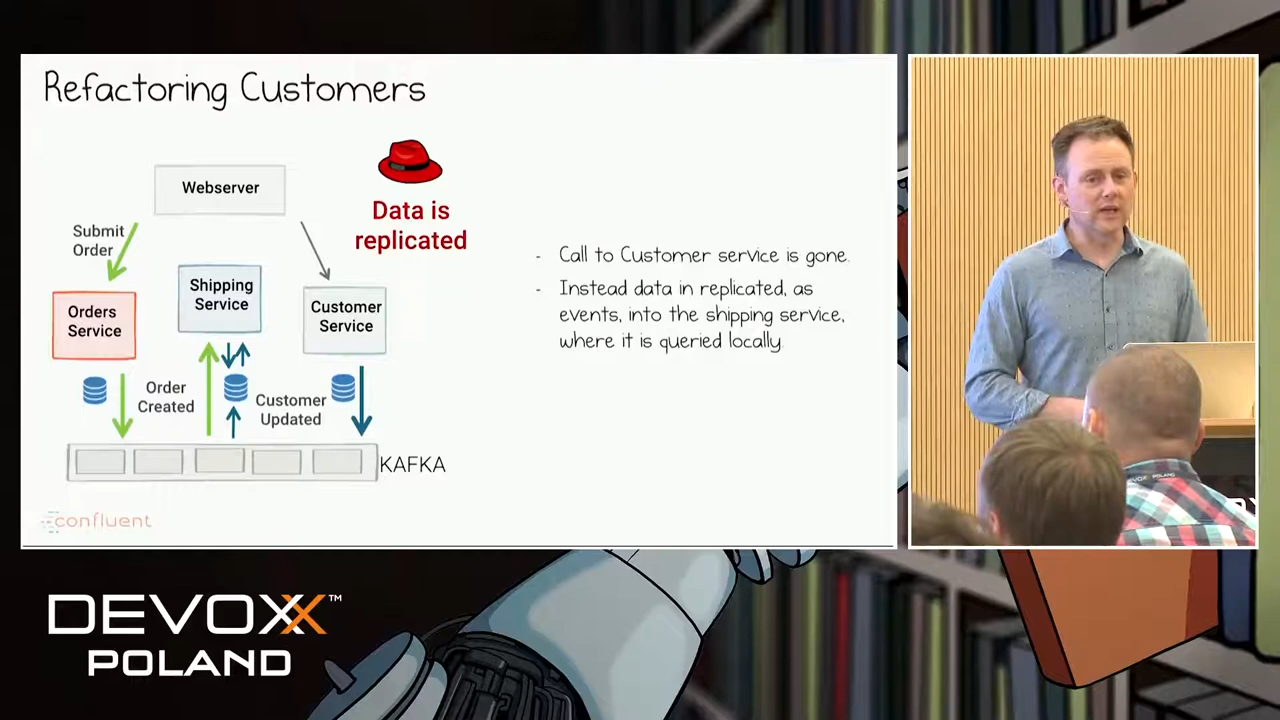 Refactoring Customers
Webserver
Data is
replicated
Submit
Order
Orders
Service
Shipping
Service
Customer
Service
Order
Created
Customer
Updated
KAFKA
- Call to Customer service is gone.
- Instead data in replicated, as
events, into the shipping service,
where it is queried locally.
confluent
DEVOXX™
POLAND